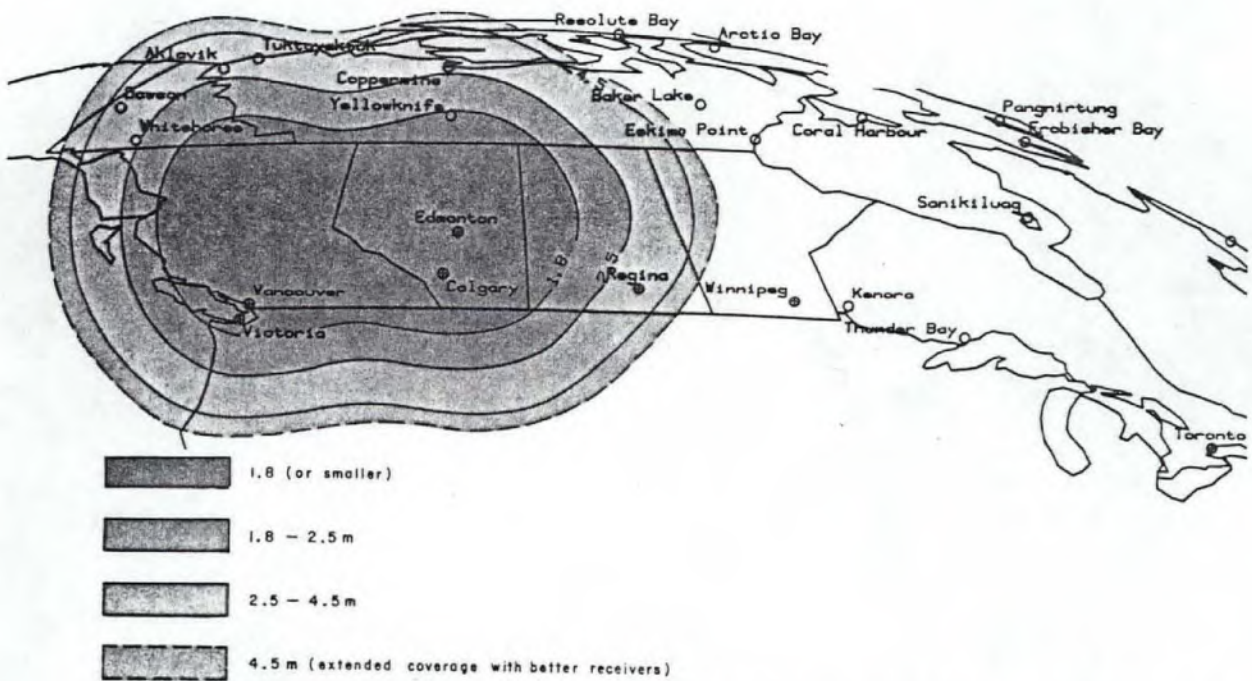 Resolute Bay
Arctic Bay
Tuktoyaktuk
Aklavik
Coppermine
4.5
Baker Lake
Dawson
Yellowknife
Pangnirtung
Whitehorse
Eskimo Point
Coral Harbour
Frobisher Bay
Sanikiluaq
Edmonton
1.8
2.5
Regina
Calgary
Vancouver
Winnipeg
Kenora
Victoria
Thunder Bay
Toronto
1.8 (or smaller)
1.8 – 2.5 m
2.5 – 4.5 m
4.5 m (extended coverage with better receivers)